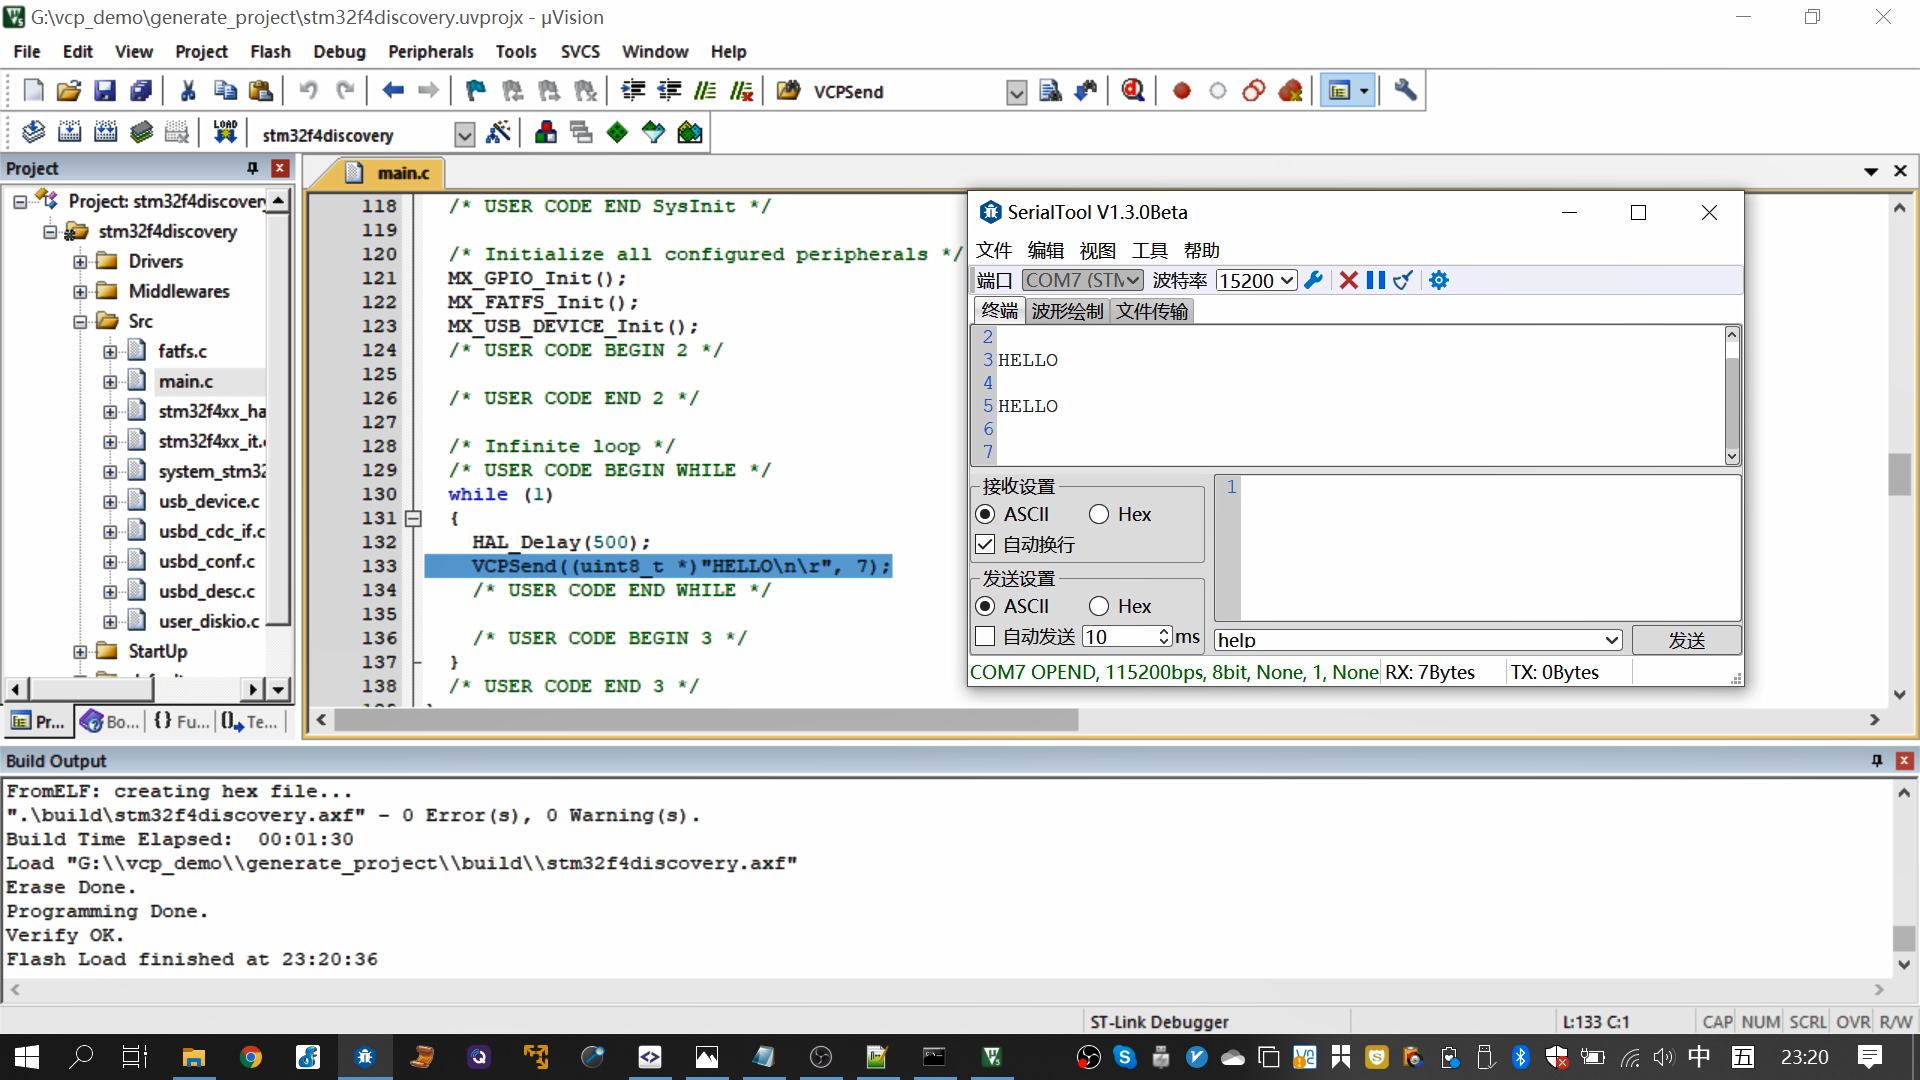 G:\vcp_demo\generate_project\stm32f4discovery.uvprojx - µVision
File Edit View Project Flash Debug Peripherals Tools SVCS Window Help
VCPSend
LOAD stm32f4discovery
Project
Project: stm32f4discovery
stm32f4discovery
Drivers
Middlewares
Src
fatfs.c
main.c
stm32f4xx_ha
stm32f4xx_it.c
system_stm32
usb_device.c
usbd_cdc_if.c
usbd_conf.c
usbd_desc.c
user_diskio.c
StartUp
Pr... Bo... {} Fu... Te...
main.c
118 /* USER CODE END SysInit */
119
120 /* Initialize all configured peripherals */
121 MX_GPIO_Init();
122 MX_FATFS_Init();
123 MX_USB_DEVICE_Init();
124 /* USER CODE BEGIN 2 */
125
126 /* USER CODE END 2 */
127
128 /* Infinite loop */
129 /* USER CODE BEGIN WHILE */
130 while (1)
131 {
132 HAL_Delay(500);
133 VCPSend((uint8_t *)"HELLO\n\r", 7);
134 /* USER CODE END WHILE */
135
136 /* USER CODE BEGIN 3 */
137 }
138 /* USER CODE END 3 */
SerialTool V1.3.0Beta
文件 编辑 视图 工具 帮助
端口 COM7 (STM 波特率 15200
终端 波形绘制 文件传输
2
3 HELLO
4
5 HELLO
6
7
接收设置
ASCII Hex
自动换行
发送设置
ASCII Hex
自动发送 10 ms
1
help 发送
COM7 OPEND, 115200bps, 8bit, None, 1, None RX: 7Bytes TX: 0Bytes
Build Output
FromELF: creating hex file...
".\build\stm32f4discovery.axf" - 0 Error(s), 0 Warning(s).
Build Time Elapsed:  00:01:30
Load "G:\\vcp_demo\\generate_project\\build\\stm32f4discovery.axf"
Erase Done.
Programming Done.
Verify OK.
Flash Load finished at 23:20:36
ST-Link Debugger L:133 C:1 CAP NUM SCRL OVR R/W
中 五 23:20